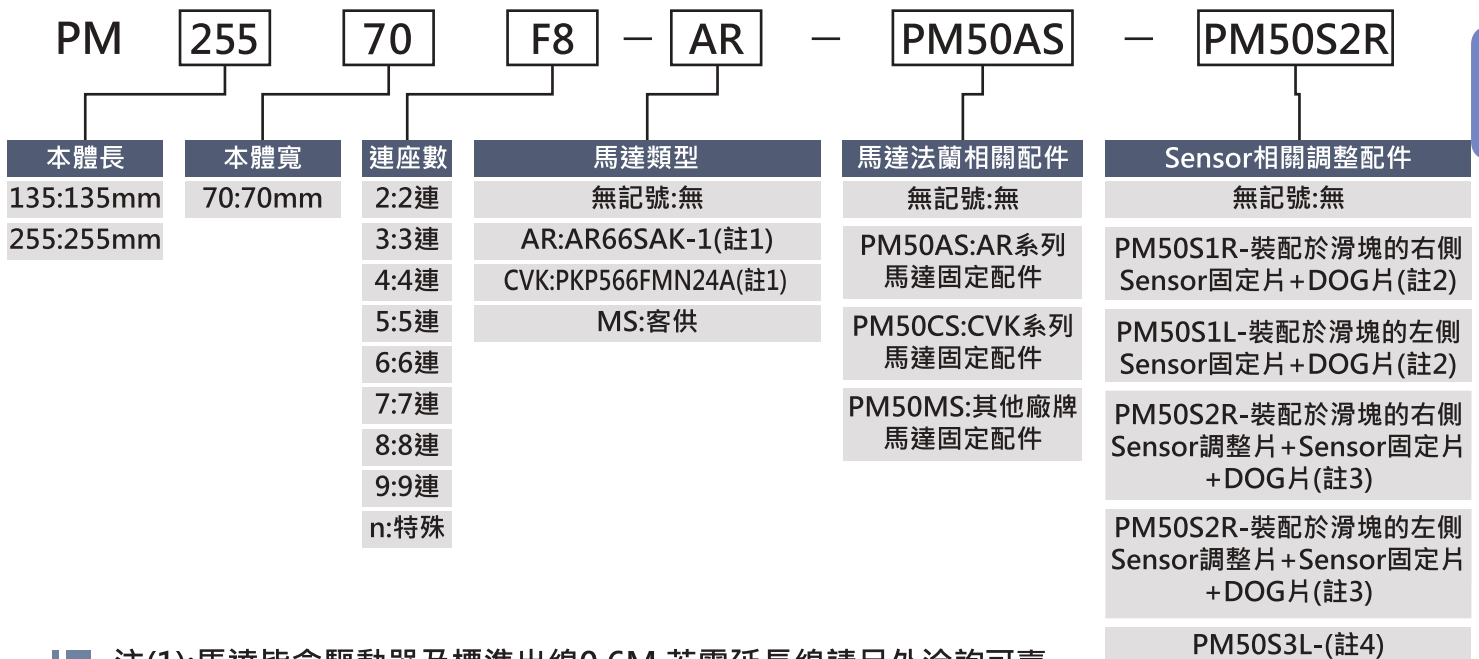 PM 255 70 F8 — AR — PM50AS — PM50S2R
本體長
135:135mm
255:255mm
本體寬
70:70mm
連座數
2:2連
3:3連
4:4連
5:5連
6:6連
7:7連
8:8連
9:9連
n:特殊
馬達類型
無記號:無
AR:AR66SAK-1(註1)
CVK:PKP566FMN24A(註1)
MS:客供
馬達法蘭相關配件
無記號:無
PM50AS:AR系列
馬達固定配件
PM50CS:CVK系列
馬達固定配件
PM50MS:其他廠牌
馬達固定配件
Sensor相關調整配件
無記號:無
PM50S1R-裝配於滑塊的右側
Sensor固定片+DOG片(註2)
PM50S1L-裝配於滑塊的左側
Sensor固定片+DOG片(註2)
PM50S2R-裝配於滑塊的右側
Sensor調整片+Sensor固定片
+DOG片(註3)
PM50S2R-裝配於滑塊的左側
Sensor調整片+Sensor固定片
+DOG片(註3)
PM50S3L-(註4)